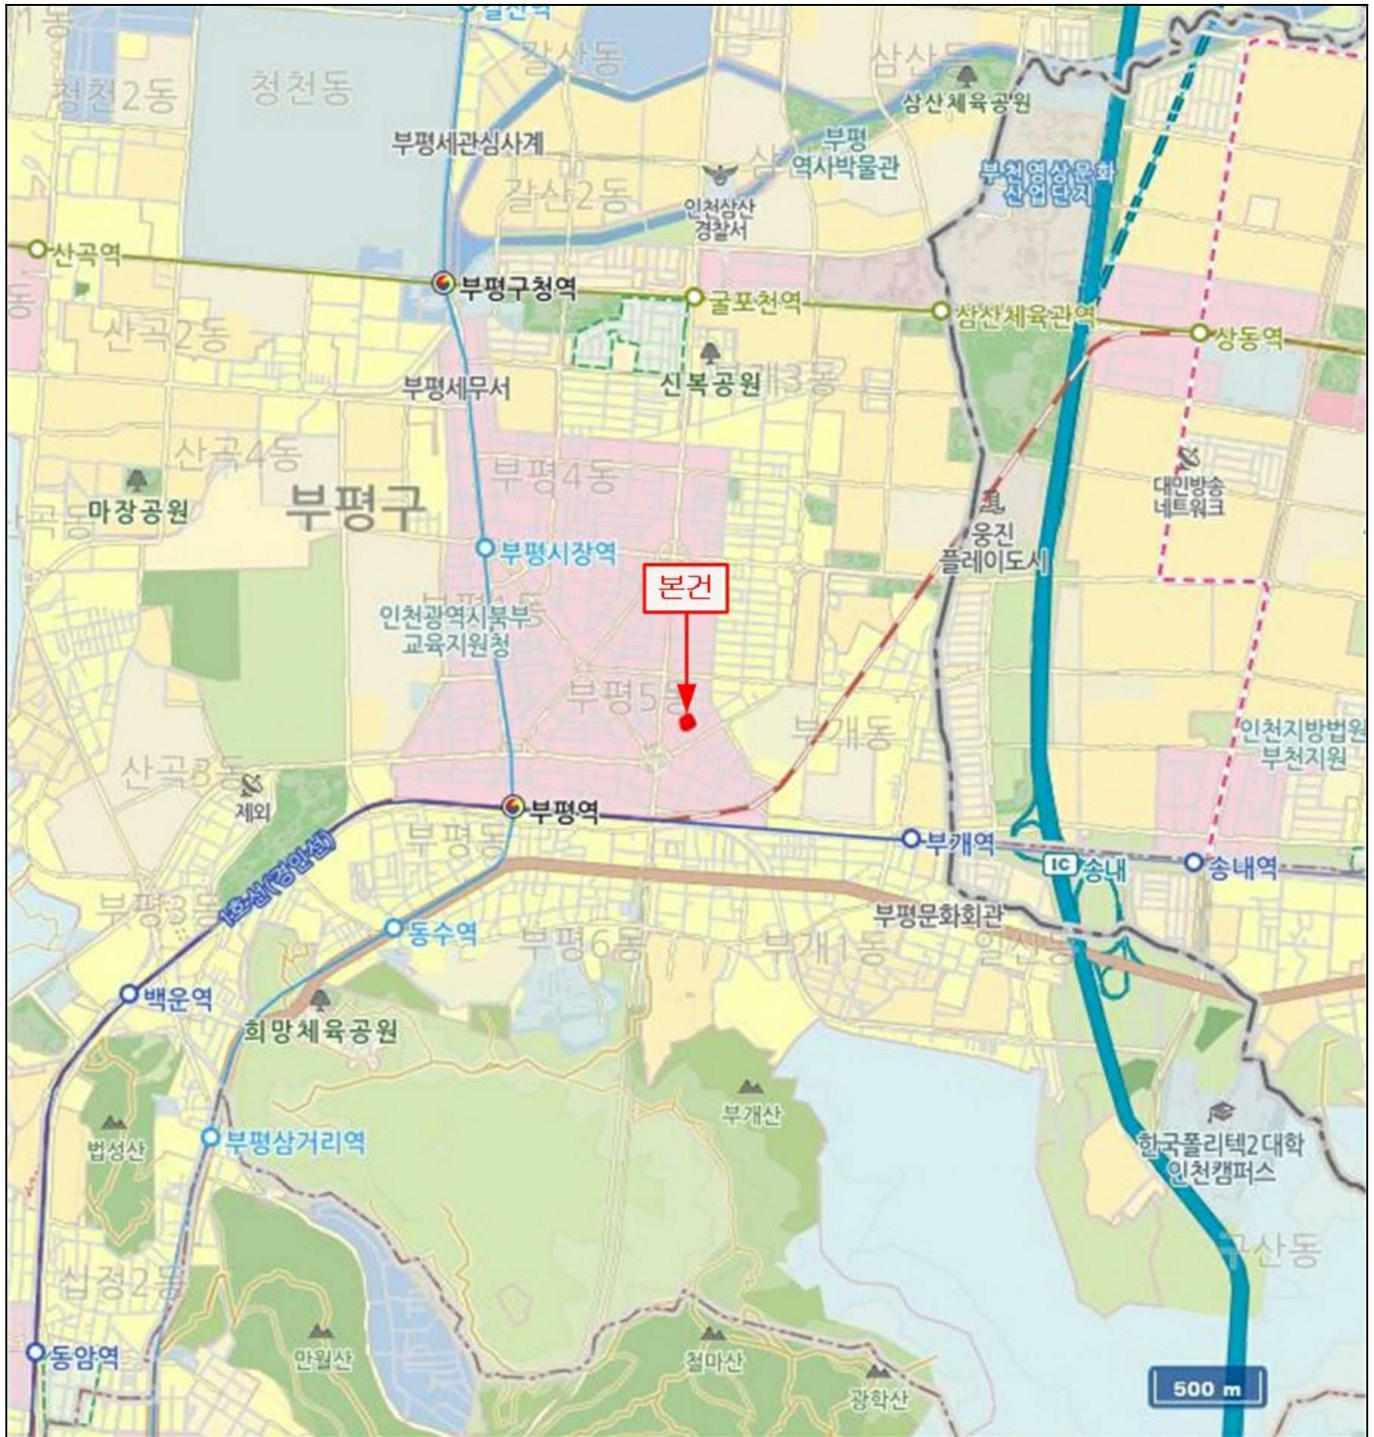 갈산역
청천2동
청천동
갈산동
삼산동
삼산체육공원
부평세관심사계
부평
역사박물관
갈산2동
인천삼산
경찰서
부천영상문화
산업단지
산곡역
부평구청역
굴포천역
삼산체육관역
상동역
산곡2동
부평세무서
신복공원
산곡4동
부평4동
마장공원
부평구
대인방송
네트워크
웅진
플레이도시
부평시장역
본건
인천광역시북부
교육지원청
부평5동
부개동
인천지방법원
부천지원
산곡3동
제외
부평역
부평동
부개역
IC 송내
송내역
1호선(경인선)
부평3동
동수역
부평6동
부평문화회관
부개1동
일신동
백운역
희망체육공원
부개산
법성산
부평삼거리역
한국폴리텍2대학
인천캠퍼스
구산동
십정2동
만월산
철마산
동암역
광학산
500 m